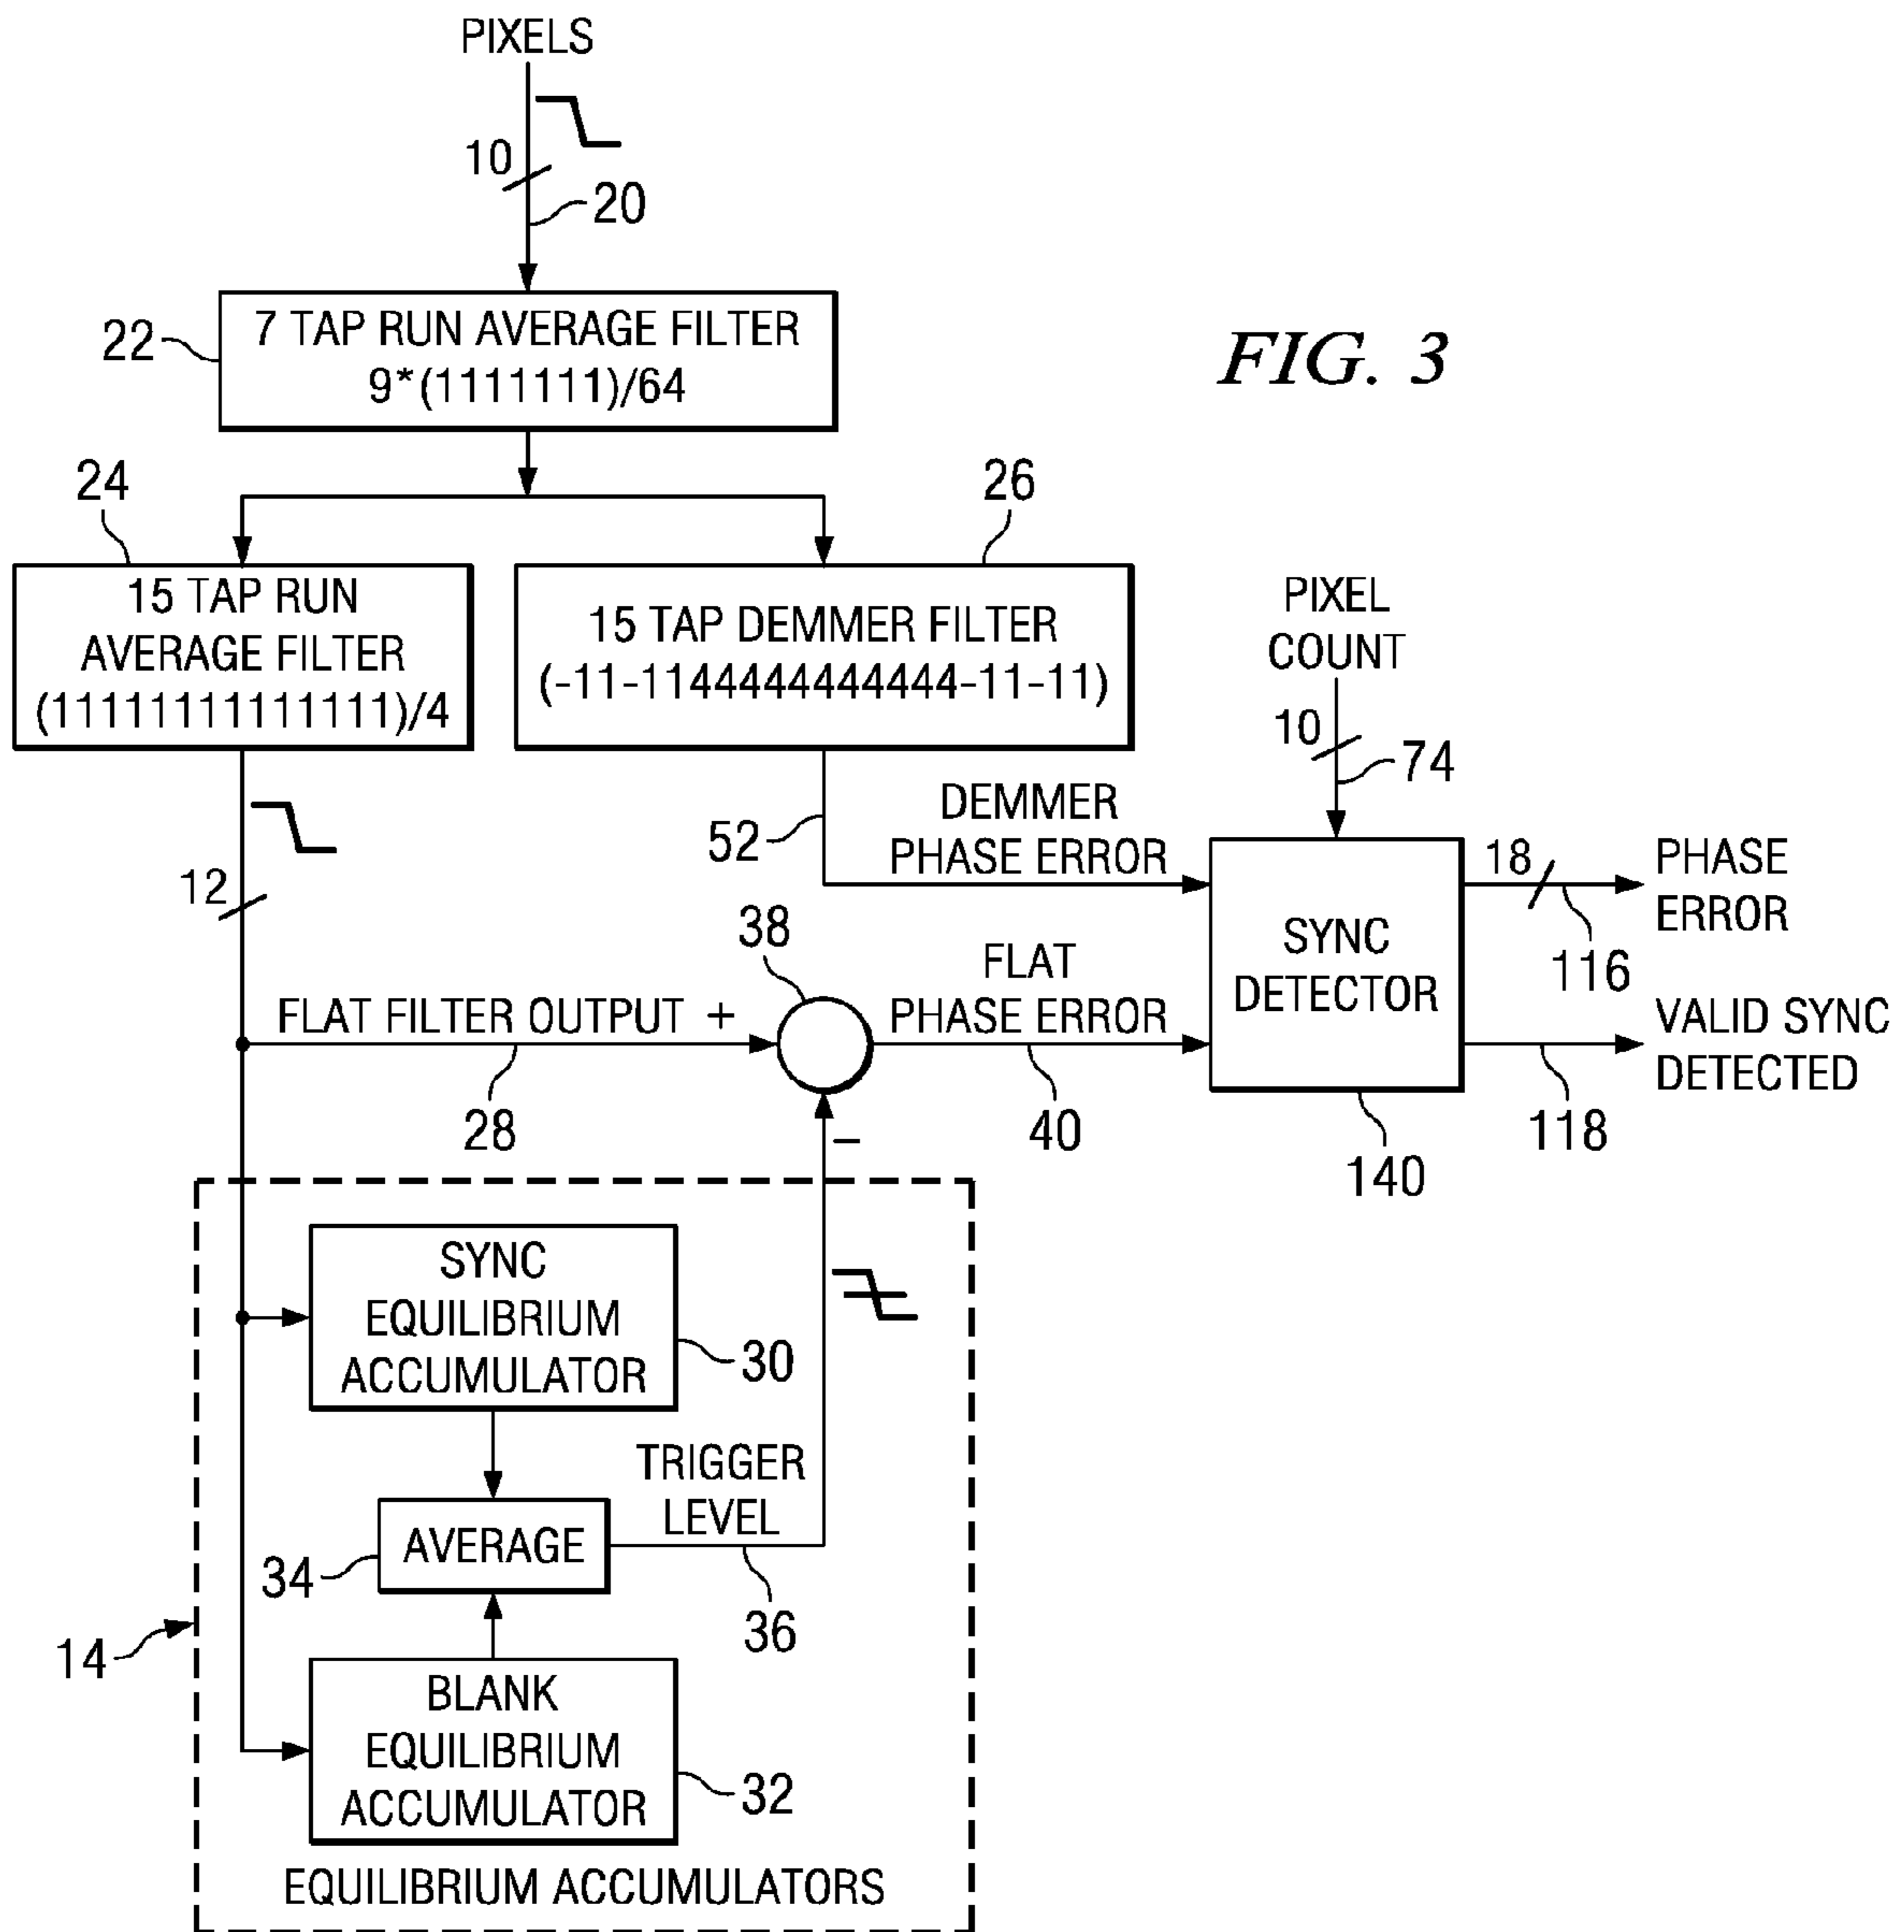 PIXELS
10
20
7 TAP RUN AVERAGE FILTER
9*(1111111)/64
22
FIG. 3
24
26
15 TAP RUN
AVERAGE FILTER
(111111111111111)/4
15 TAP DEMMER FILTER
(-11-1144444444444-11-11)
PIXEL
COUNT
10
74
DEMMER
PHASE ERROR
52
12
18
PHASE
ERROR
116
38
SYNC
DETECTOR
FLAT
PHASE ERROR
FLAT FILTER OUTPUT +
28
40
VALID SYNC
DETECTED
118
140
–
SYNC
EQUILIBRIUM
ACCUMULATOR
30
TRIGGER
LEVEL
AVERAGE
34
36
14
BLANK
EQUILIBRIUM
ACCUMULATOR
32
EQUILIBRIUM ACCUMULATORS